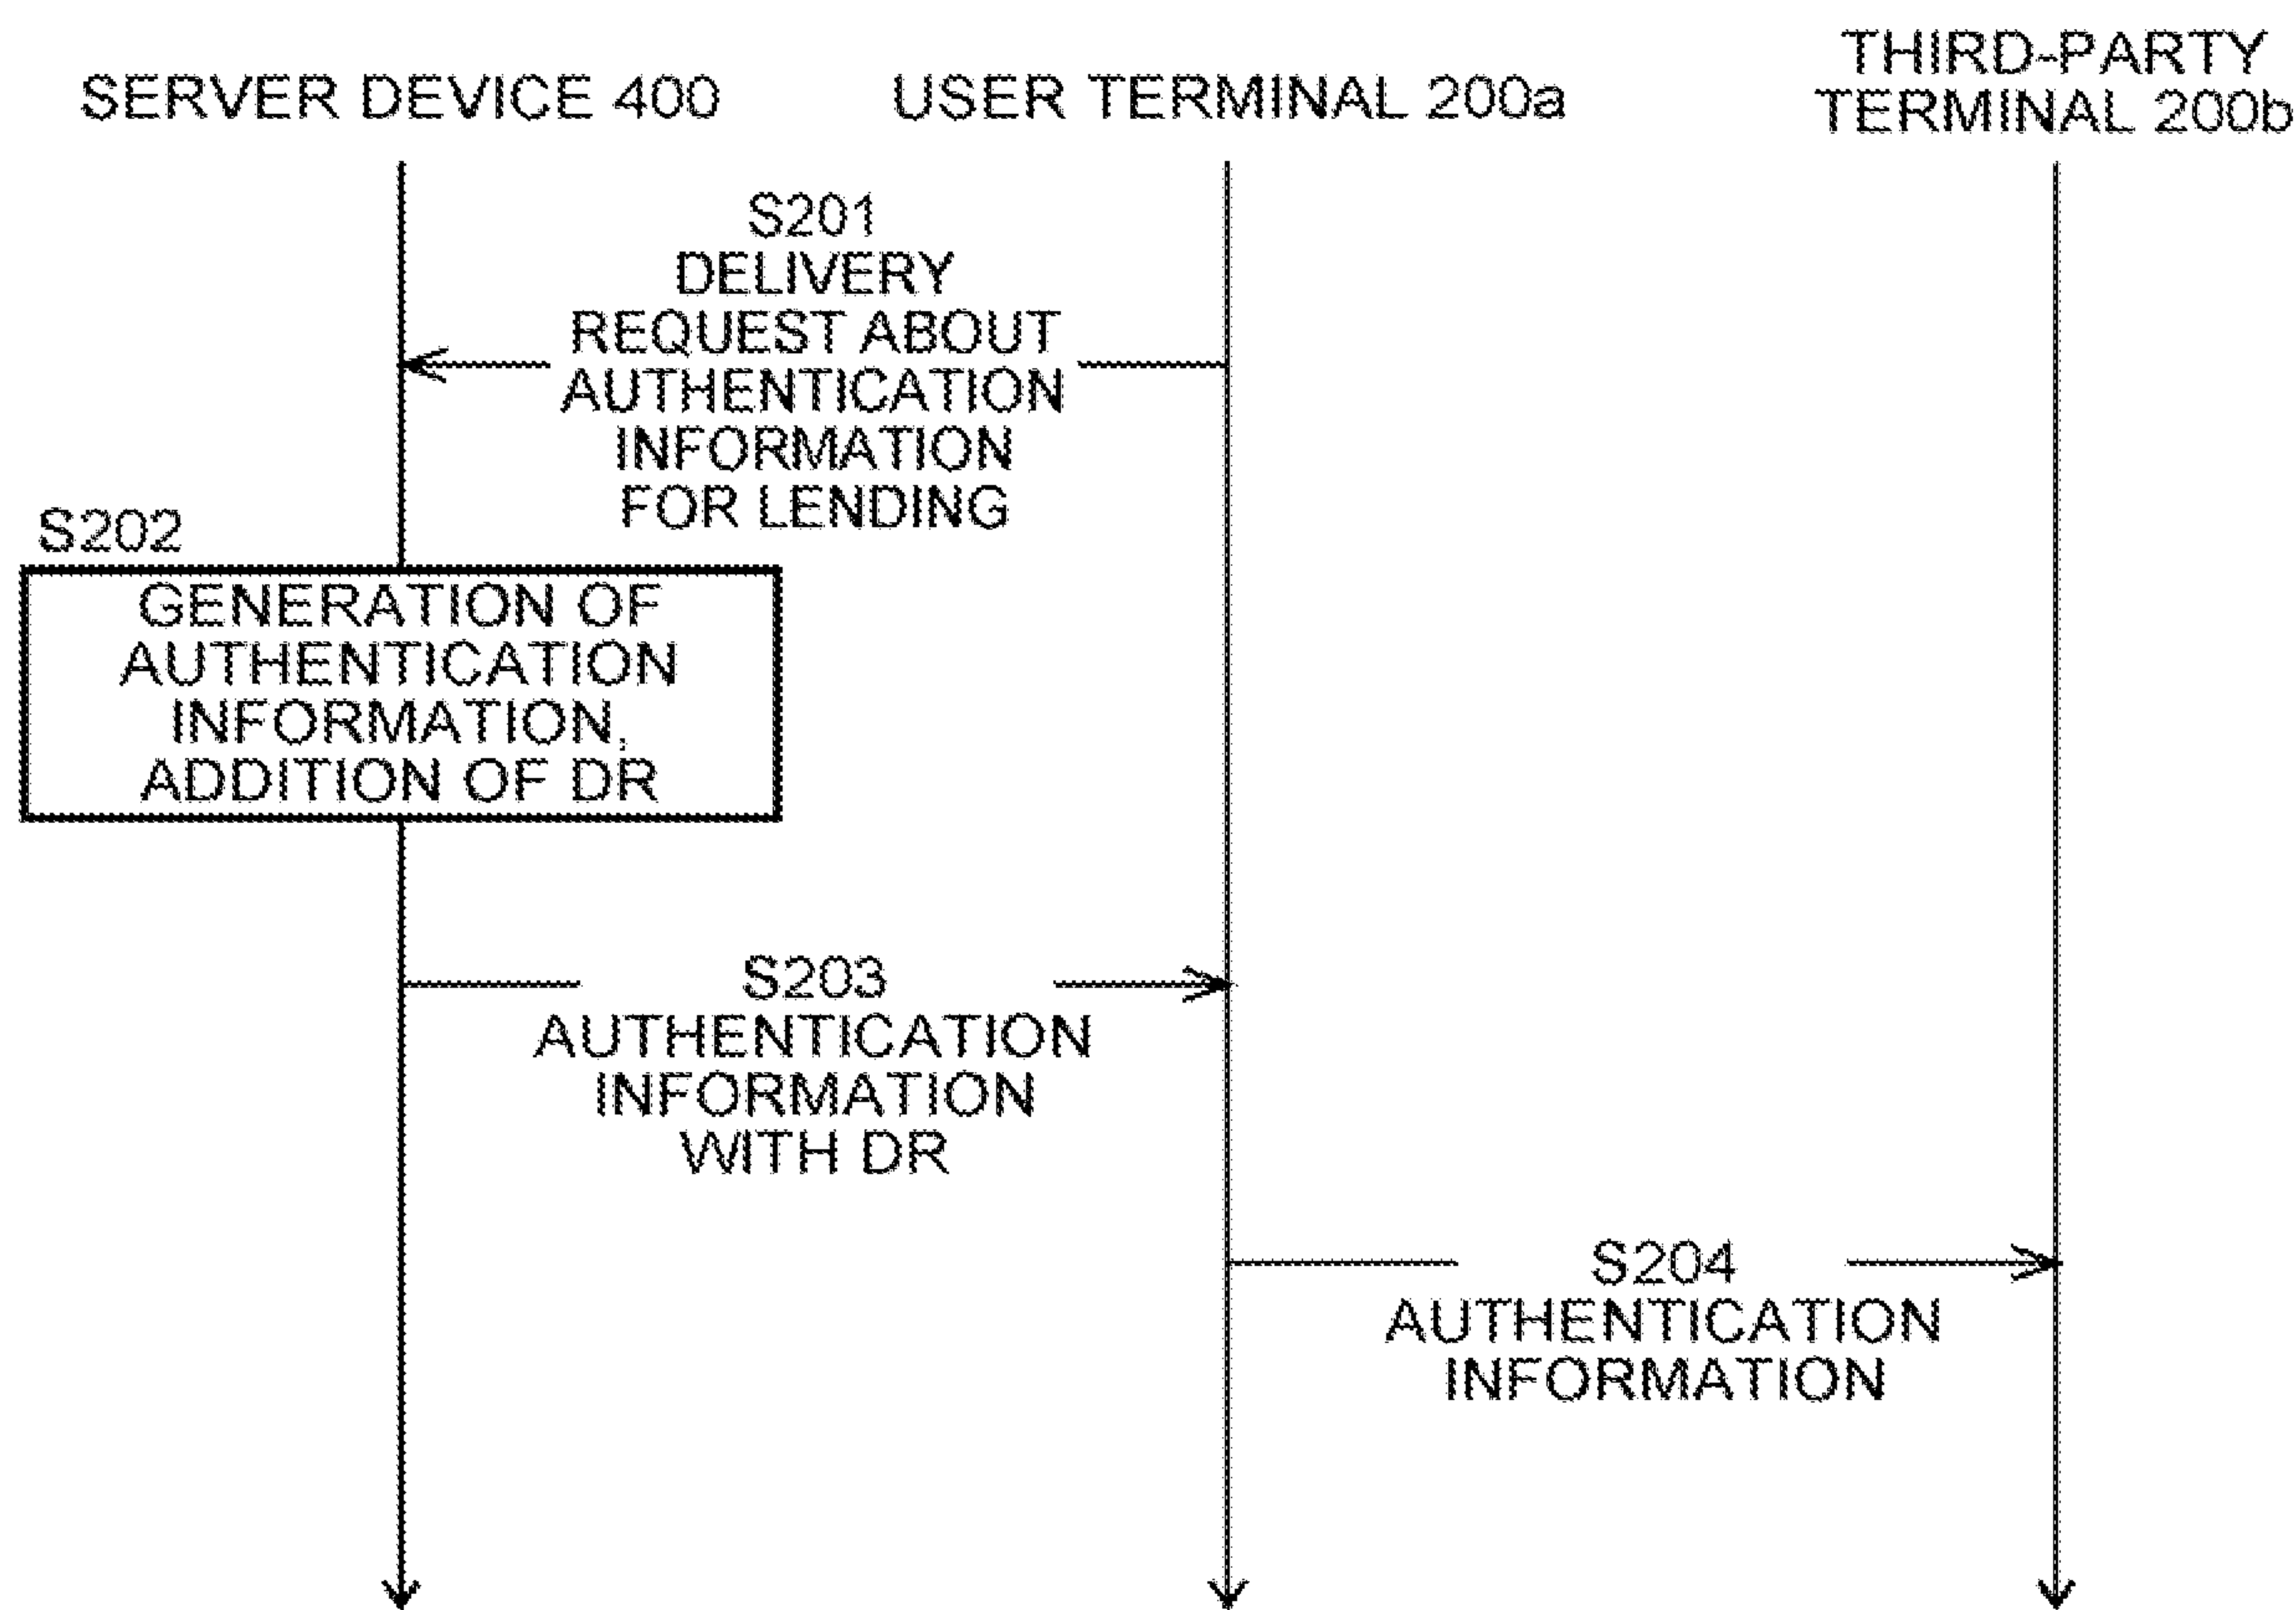 SERVER DEVICE 400
USER TERMINAL 200a
THIRD-PARTY
TERMINAL 200b
S201
DELIVERY
REQUEST ABOUT
AUTHENTICATION
INFORMATION
FOR LENDING
S202
GENERATION OF
AUTHENTICATION
INFORMATION,
ADDITION OF DR
S203
AUTHENTICATION
INFORMATION
WITH DR
S204
AUTHENTICATION
INFORMATION